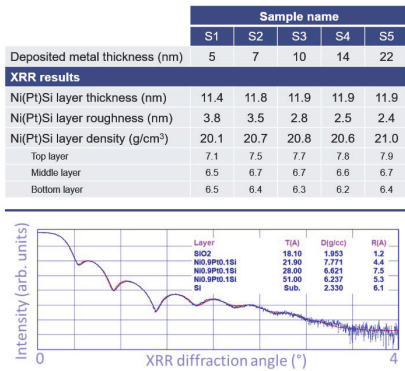 Sample name
S1 S2 S3 S4 S5
Deposited metal thickness (nm) 5 7 10 14 22
XRR results
Ni(Pt)Si layer thickness (nm) 11.4 11.8 11.9 11.9 11.9
Ni(Pt)Si layer roughness (nm) 3.8 3.5 2.8 2.5 2.4
Ni(Pt)Si layer density (g/cm³) 20.1 20.7 20.8 20.6 21.0
Top layer 7.1 7.5 7.7 7.8 7.9
Middle layer 6.5 6.7 6.7 6.6 6.7
Bottom layer 6.5 6.4 6.3 6.2 6.4
Intensity (arb. units)
Layer T(A) D(g/cc) R(A)
SiO2 18.10 1.953 1.2
Ni0.9Pt0.1Si 21.90 7.771 4.4
Ni0.9Pt0.1Si 28.00 6.621 7.5
Ni0.9Pt0.1Si 51.00 6.237 5.3
Si Sub. 2.330 6.1
0 XRR diffraction angle (°) 4